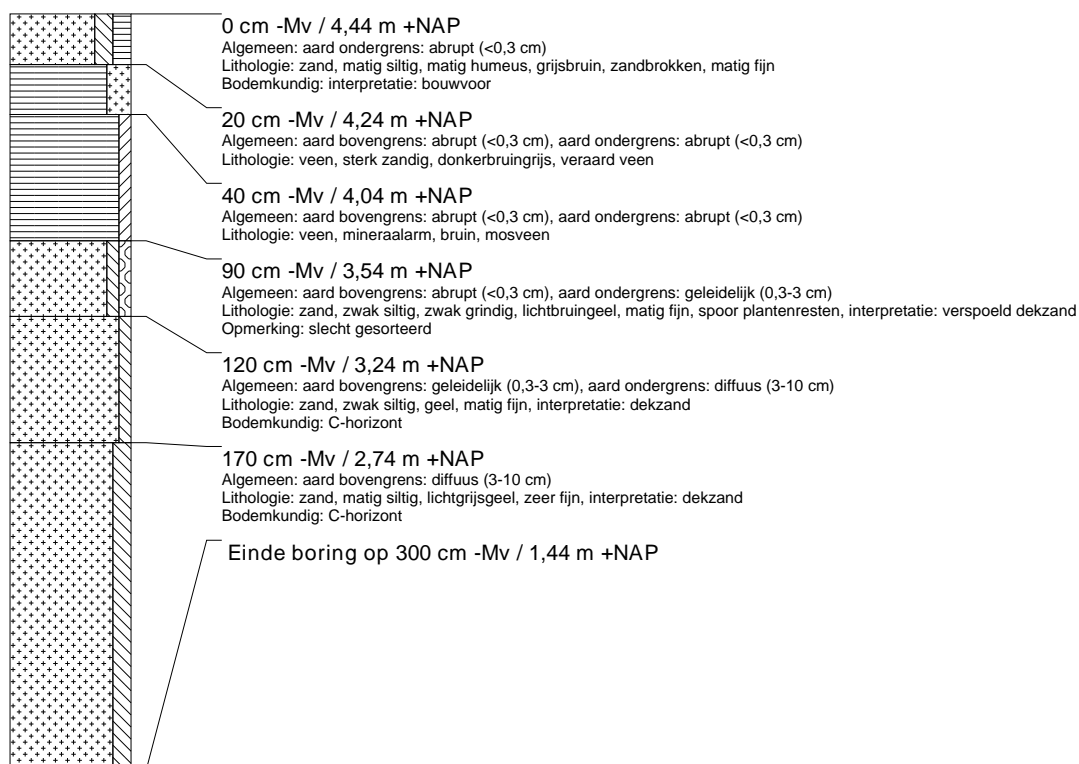 0 cm -Mv / 4,44 m +NAP
Algemeen: aard ondergrens: abrupt (<0,3 cm)
Lithologie: zand, matig siltig, matig humeus, grijsbruin, zandbrokken, matig fijn
Bodemkundig: interpretatie: bouwvoor
20 cm -Mv / 4,24 m +NAP
Algemeen: aard bovengrens: abrupt (<0,3 cm), aard ondergrens: abrupt (<0,3 cm)
Lithologie: veen, sterk zandig, donkerbruingrijs, veraard veen
40 cm -Mv / 4,04 m +NAP
Algemeen: aard bovengrens: abrupt (<0,3 cm), aard ondergrens: abrupt (<0,3 cm)
Lithologie: veen, mineraalarm, bruin, mosveen
90 cm -Mv / 3,54 m +NAP
Algemeen: aard bovengrens: abrupt (<0,3 cm), aard ondergrens: geleidelijk (0,3-3 cm)
Lithologie: zand, zwak siltig, zwak grindig, lichtbruingeel, matig fijn, spoor plantenresten, interpretatie: verspoeld dekzand
Opmerking: slecht gesorteerd
120 cm -Mv / 3,24 m +NAP
Algemeen: aard bovengrens: geleidelijk (0,3-3 cm), aard ondergrens: diffuus (3-10 cm)
Lithologie: zand, zwak siltig, geel, matig fijn, interpretatie: dekzand
Bodemkundig: C-horizont
170 cm -Mv / 2,74 m +NAP
Algemeen: aard bovengrens: diffuus (3-10 cm)
Lithologie: zand, matig siltig, lichtgrijsgeel, zeer fijn, interpretatie: dekzand
Bodemkundig: C-horizont
Einde boring op 300 cm -Mv / 1,44 m +NAP